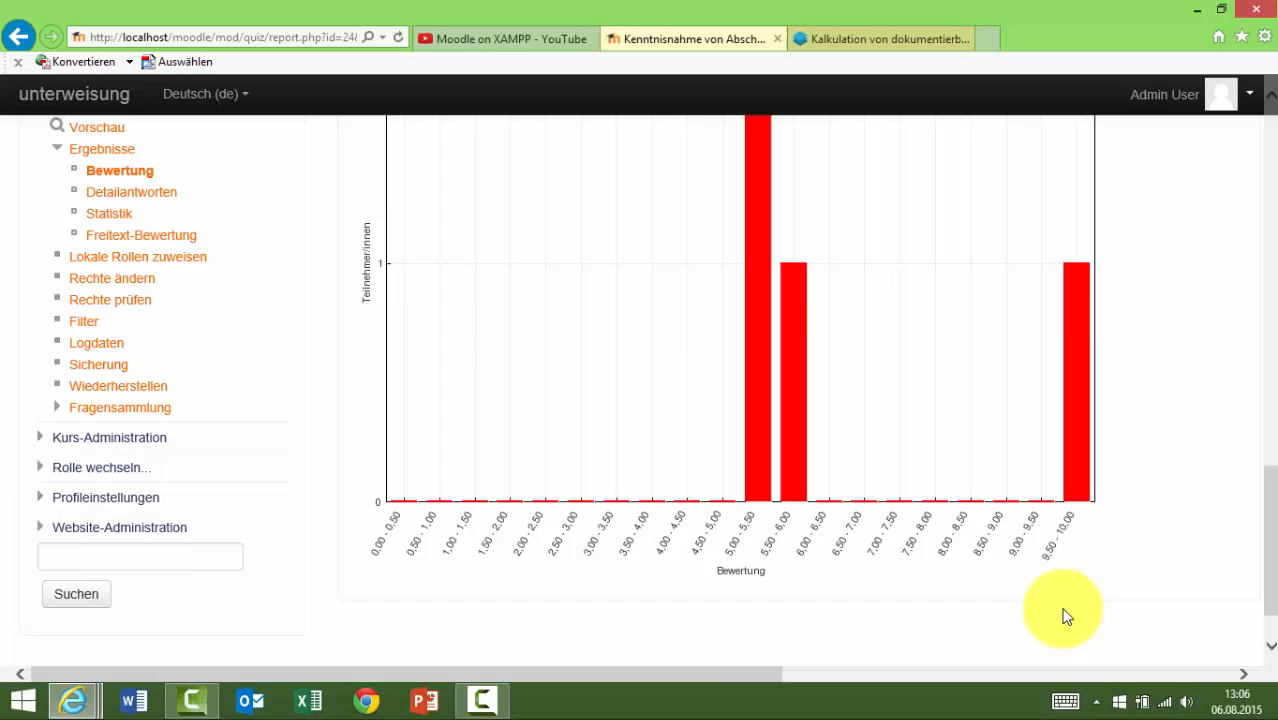 http://localhost/moodle/mod/quiz/report.php?id=24
Moodle on XAMPP - YouTube
Kenntnisnahme von Absch...
Kalkulation von dokumentierb...
Konvertieren
Auswählen
unterweisung
Deutsch (de)
Admin User
Vorschau
Ergebnisse
Bewertung
Detailantworten
Statistik
Freitext-Bewertung
Lokale Rollen zuweisen
Rechte ändern
Rechte prüfen
Filter
Logdaten
Sicherung
Wiederherstellen
Fragensammlung
Kurs-Administration
Rolle wechseln...
Profileinstellungen
Website-Administration
Suchen
Teilnehmer/innen
1
0
0,00 - 0,50
0,50 - 1,00
1,00 - 1,50
1,50 - 2,00
2,00 - 2,50
2,50 - 3,00
3,00 - 3,50
3,50 - 4,00
4,00 - 4,50
4,50 - 5,00
5,00 - 5,50
5,50 - 6,00
6,00 - 6,50
6,50 - 7,00
7,00 - 7,50
7,50 - 8,00
8,00 - 8,50
8,50 - 9,00
9,00 - 9,50
9,50 - 10,00
Bewertung
13:06
06.08.2015